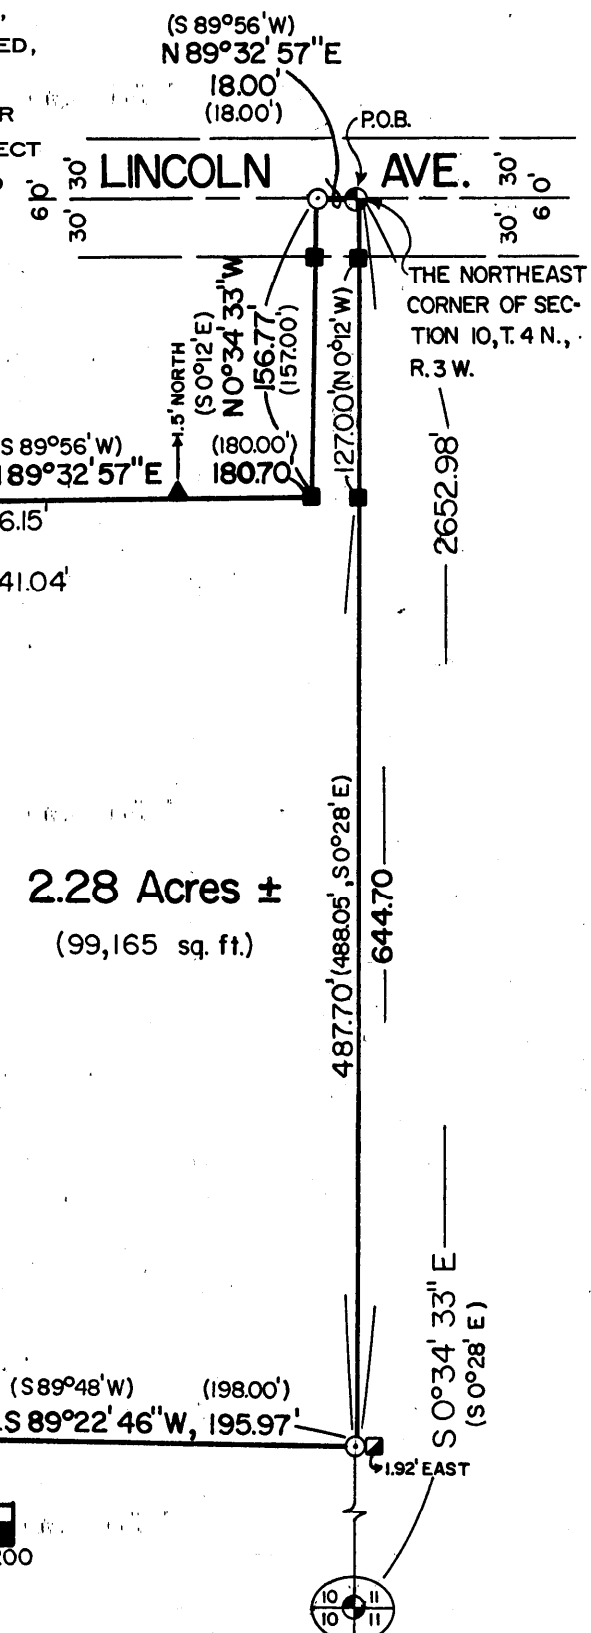 ED,
R
ECT
(S 89°56'W)
N 89°32'57"E
18.00'
(18.00')
P.O.B.
LINCOLN AVE.
30'
60'
30'
30'
60'
30'
THE NORTHEAST
CORNER OF SEC-
TION 10, T. 4 N.,
R. 3 W.
1.5' NORTH
(S 0°12'E)
N 0°34'33"W
156.77'
(157.00')
127.00' (N 0°12'W)
(S 89°56'W)
189°32'57"E
(180.00')
180.70'
6.15'
41.04'
2652.98'
2.28 Acres ±
(99,165 sq. ft.)
487.70' (488.05', S 0°28'E)
644.70
S 0°34'33" E
(S 0°28' E)
(S 89°48'W)
(198.00')
S 89°22'46"W, 195.97'
1.92' EAST
200
10 11
10 11